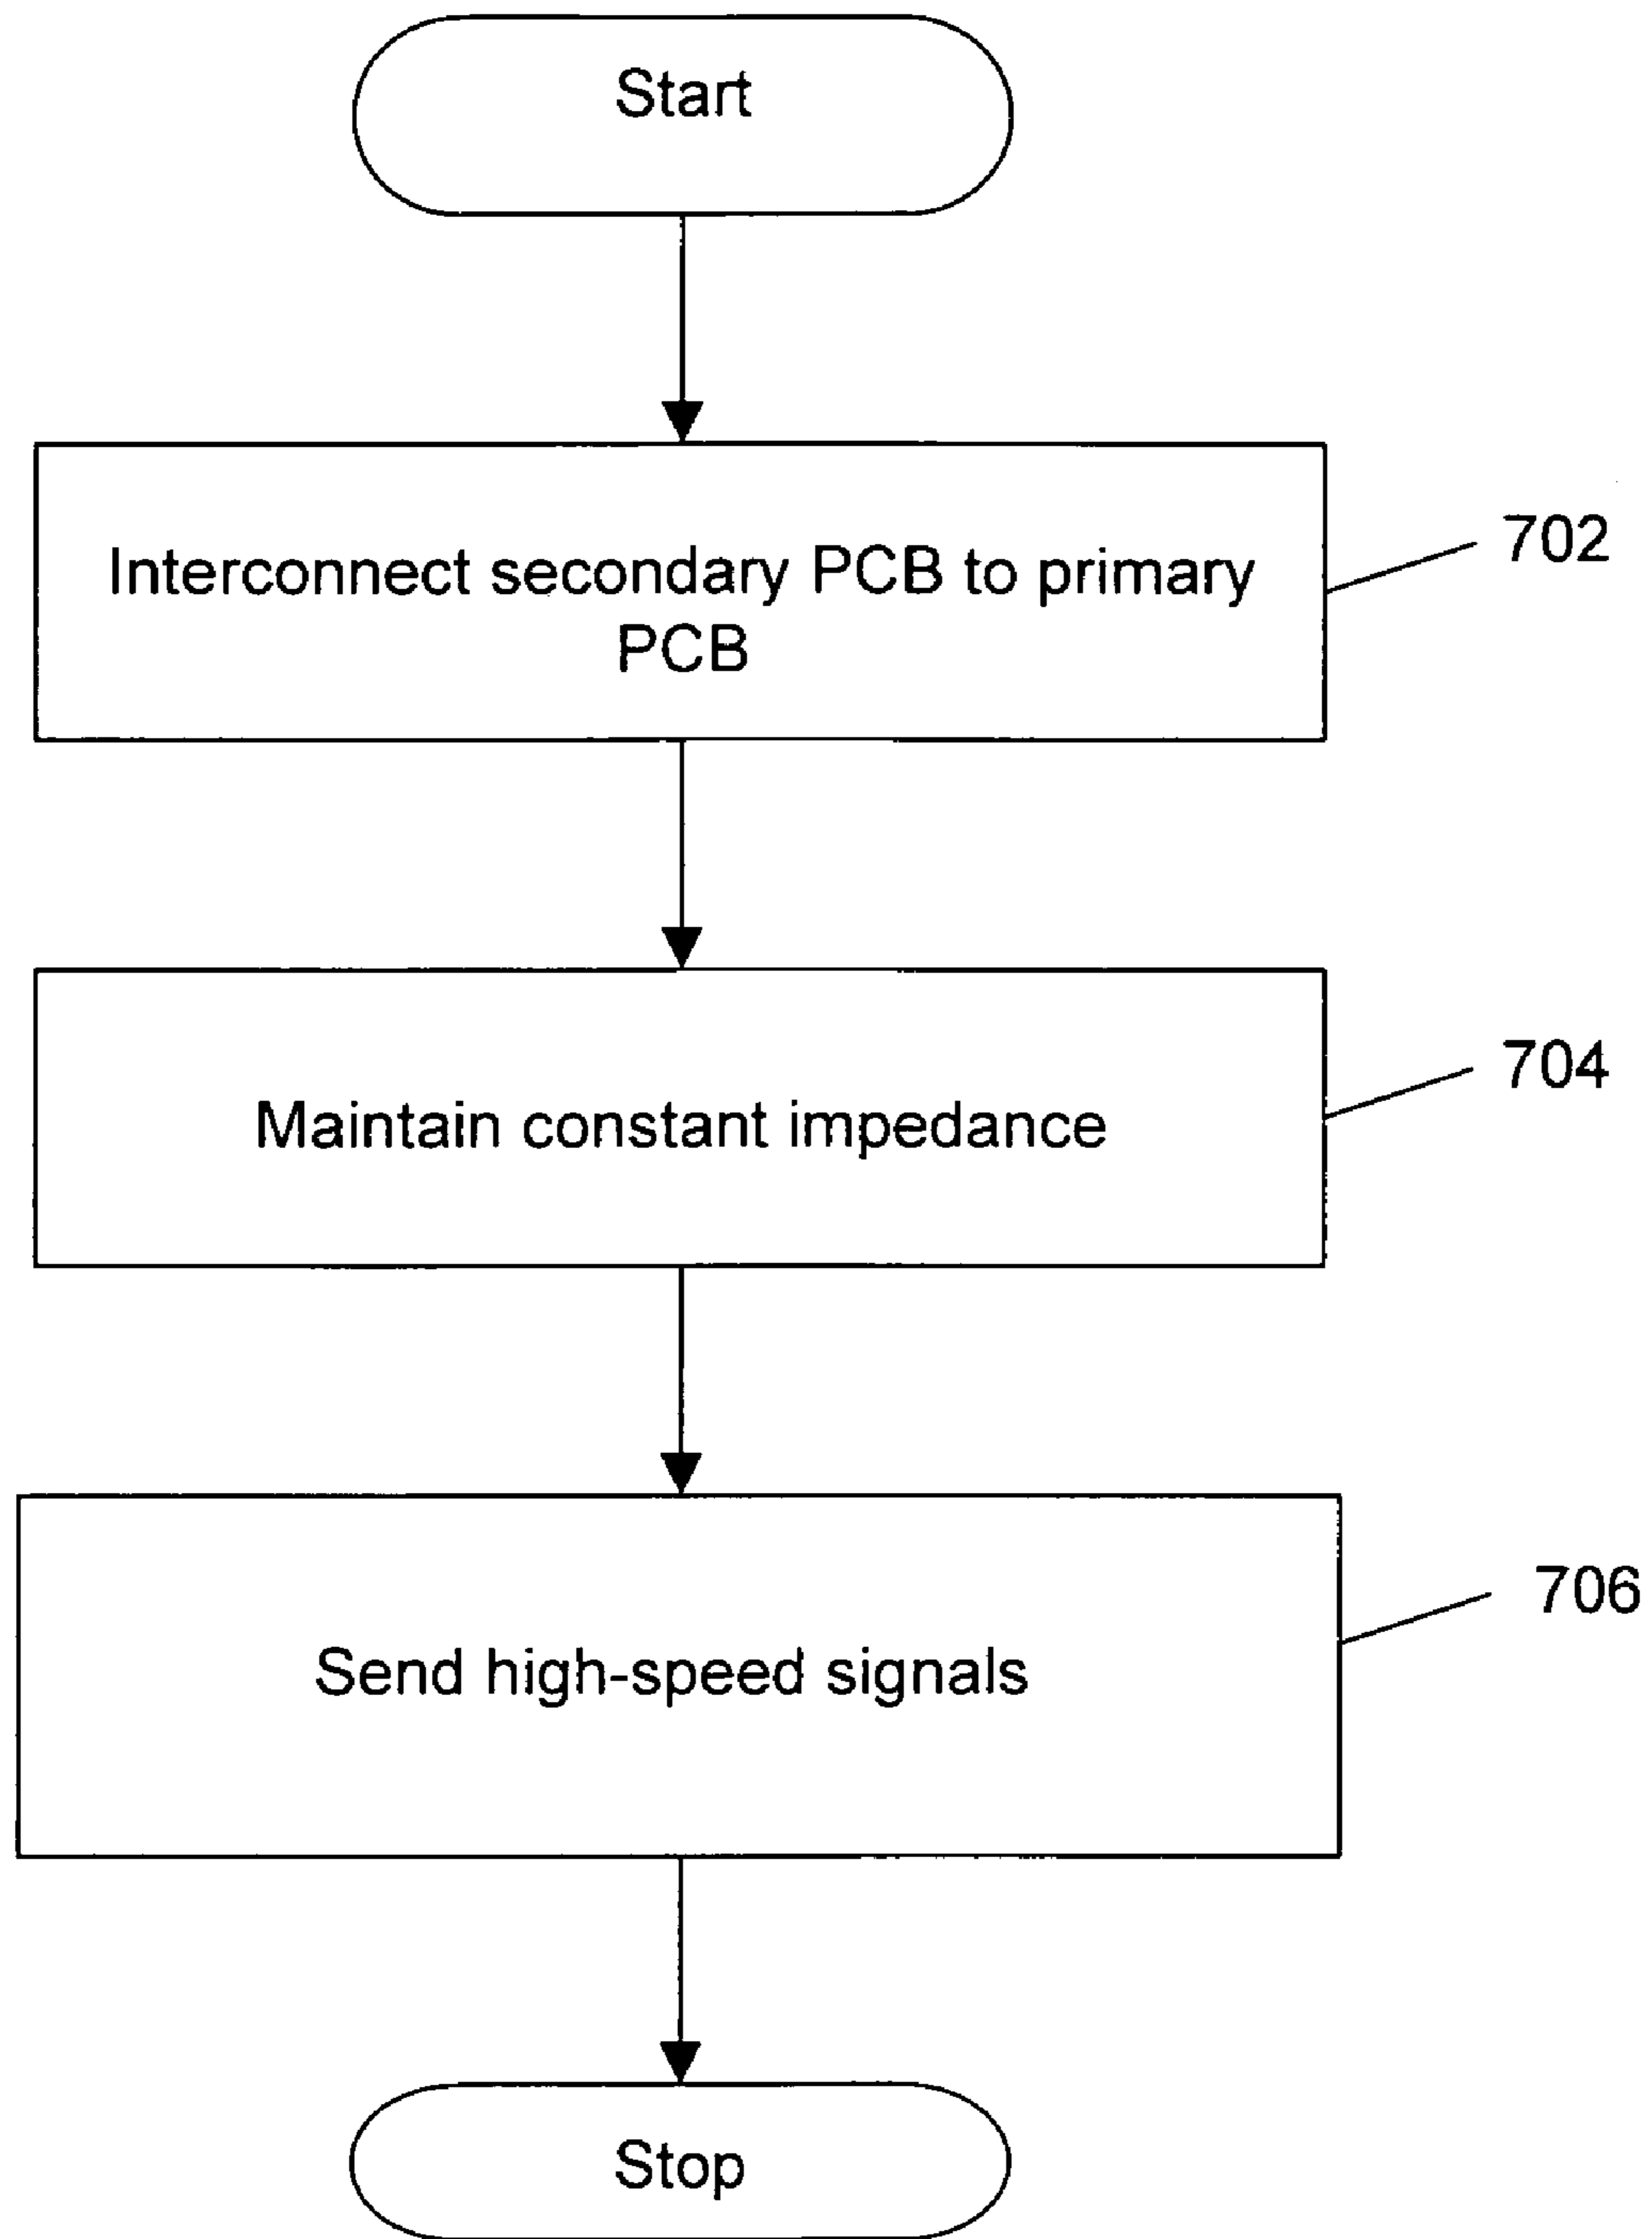 Start
Interconnect secondary PCB to primary
PCB
702
Maintain constant impedance
704
Send high-speed signals
706
Stop